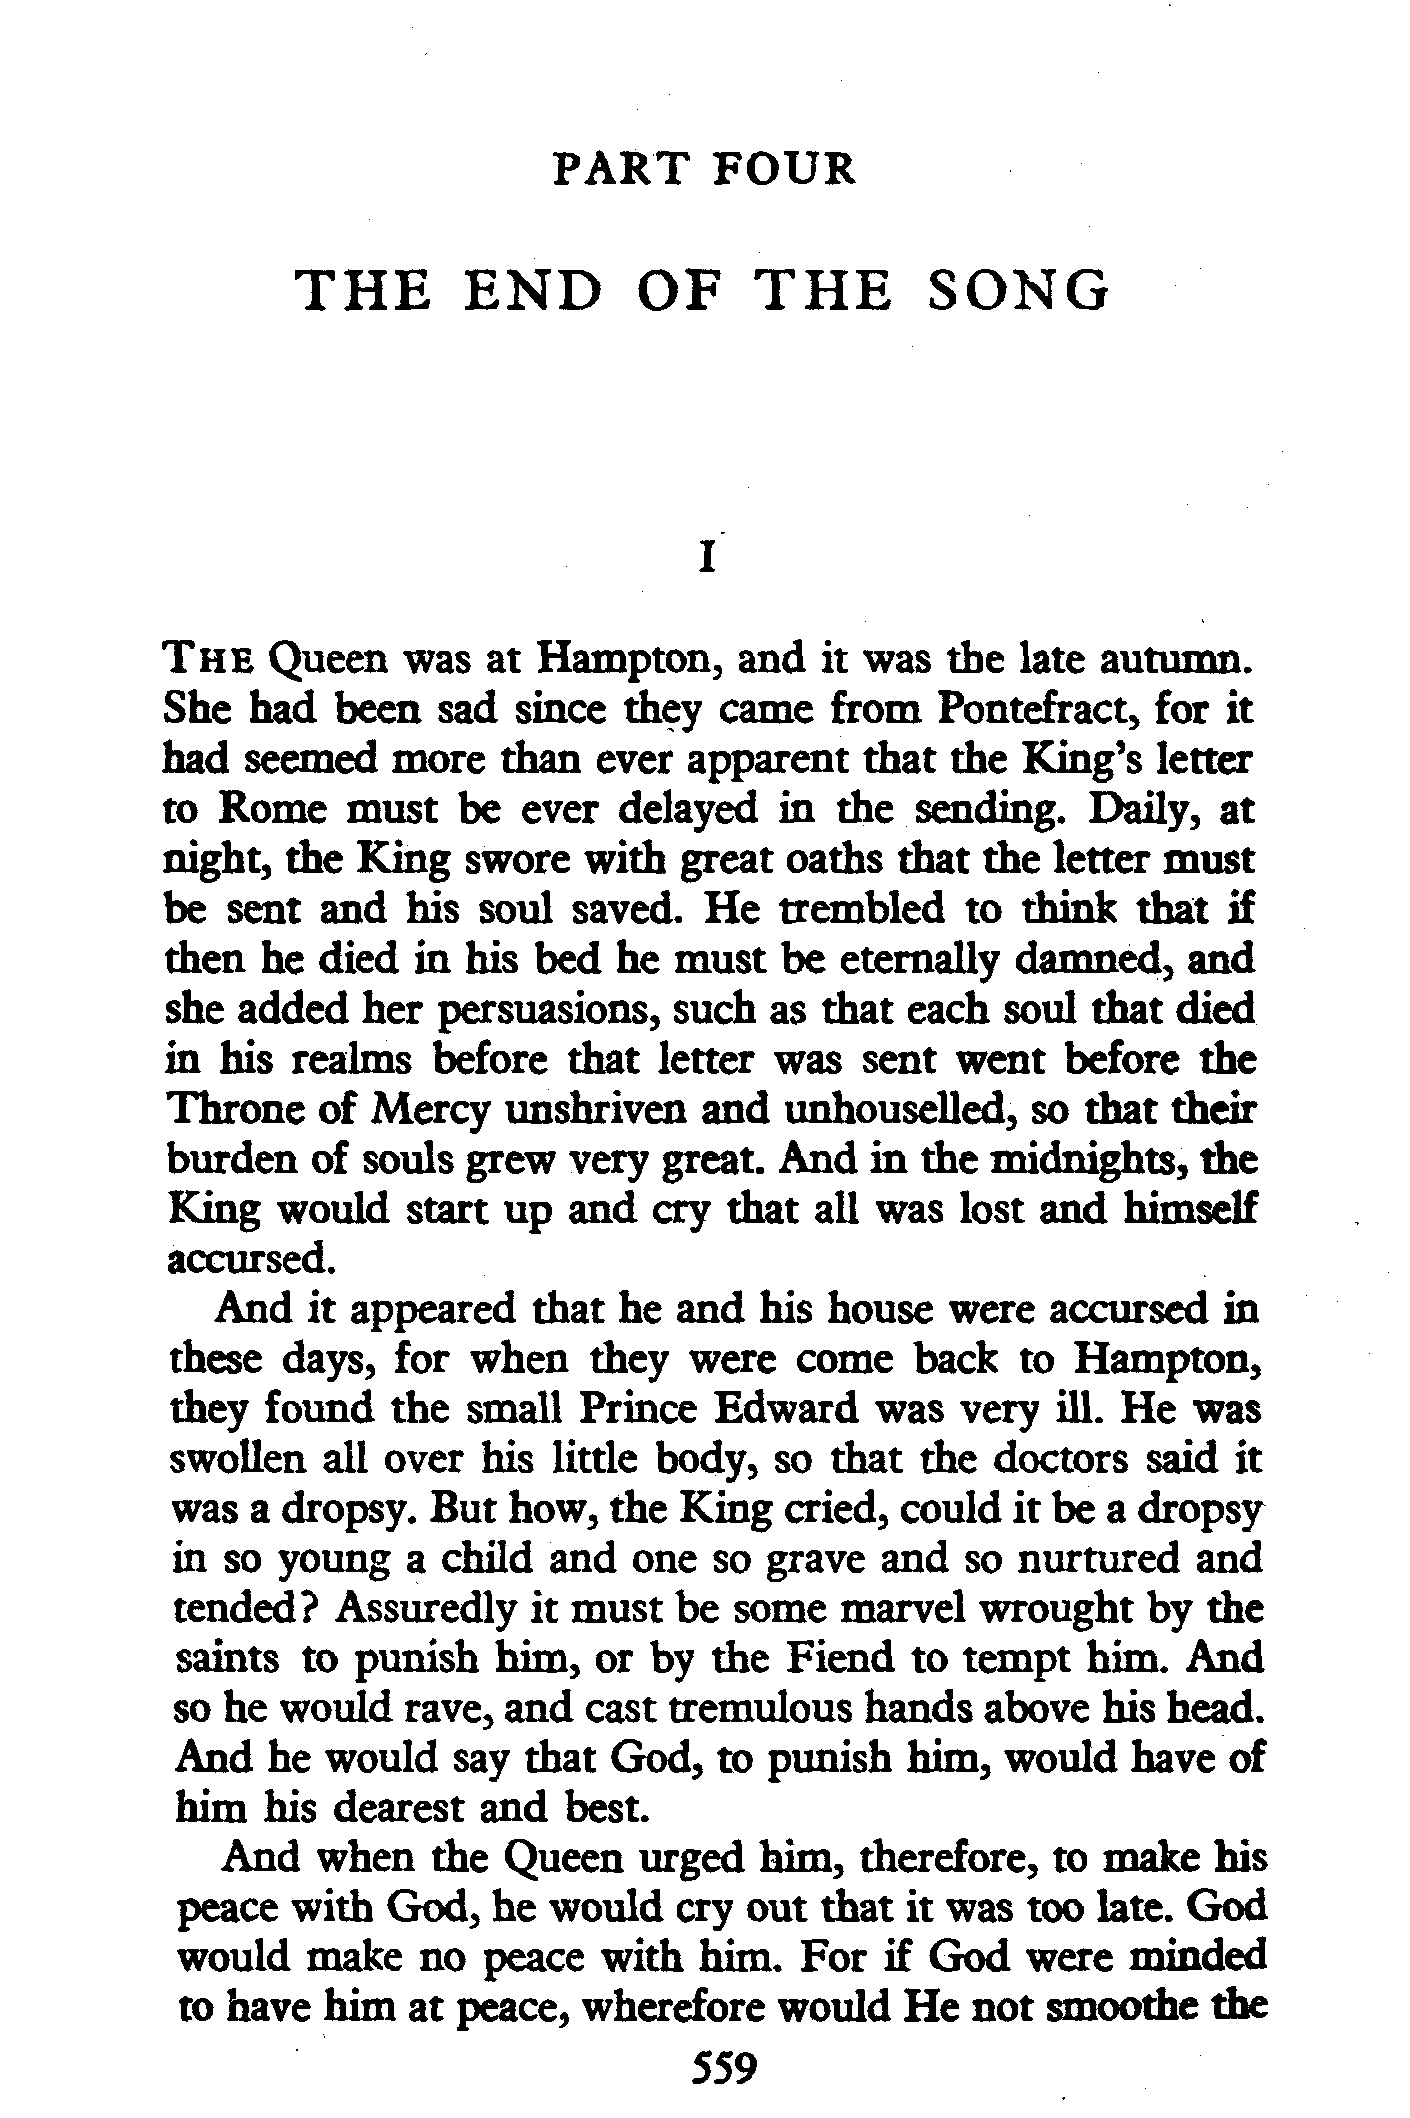 PART FOUR
THE END OF THE SONG
I
THE Queen was at Hampton, and it was the late autumn.
She had been sad since they came from Pontefract, for it
had seemed more than ever apparent that the King's letter
to Rome must be ever delayed in the sending. Daily, at
night, the King swore with great oaths that the letter must
be sent and his soul saved. He trembled to think that if
then he died in his bed he must be eternally damned, and
she added her persuasions, such as that each soul that died
in his realms before that letter was sent went before the
Throne of Mercy unshriven and unhouselled, so that their
burden of souls grew very great. And in the midnights, the
King would start up and cry that all was lost and himself
accursed.
And it appeared that he and his house were accursed in
these days, for when they were come back to Hampton,
they found the small Prince Edward was very ill. He was
swollen all over his little body, so that the doctors said it
was a dropsy. But how, the King cried, could it be a dropsy
in so young a child and one so grave and so nurtured and
tended? Assuredly it must be some marvel wrought by the
saints to punish him, or by the Fiend to tempt him. And
so he would rave, and cast tremulous hands above his head.
And he would say that God, to punish him, would have of
him his dearest and best.
And when the Queen urged him, therefore, to make his
peace with God, he would cry out that it was too late. God
would make no peace with him. For if God were minded
to have him at peace, wherefore would He not smoothe the
559